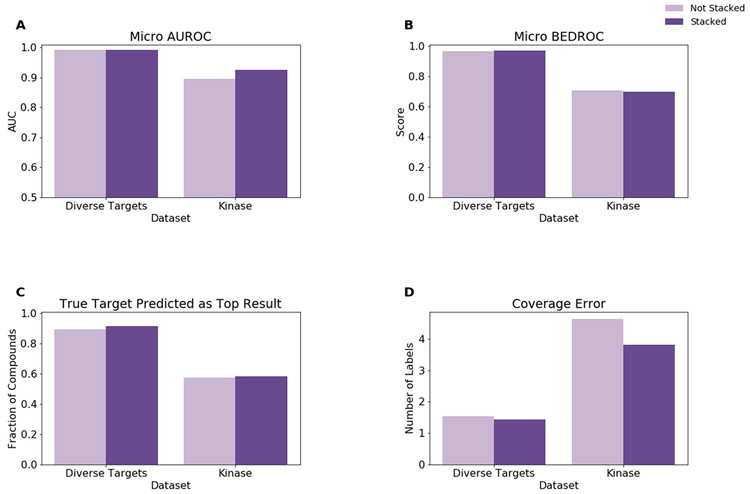 Not Stacked
Stacked
A
Micro AUROC
1.0
0.9
0.8
0.7
0.6
0.5
AUC
Diverse Targets
Kinase
Dataset
B
Micro BEDROC
1.0
0.8
0.6
0.4
0.2
0.0
Score
Diverse Targets
Kinase
Dataset
C
True Target Predicted as Top Result
1.0
0.8
0.6
0.4
0.2
0.0
Fraction of Compounds
Diverse Targets
Kinase
Dataset
D
Coverage Error
4
3
2
1
0
Number of Labels
Diverse Targets
Kinase
Dataset